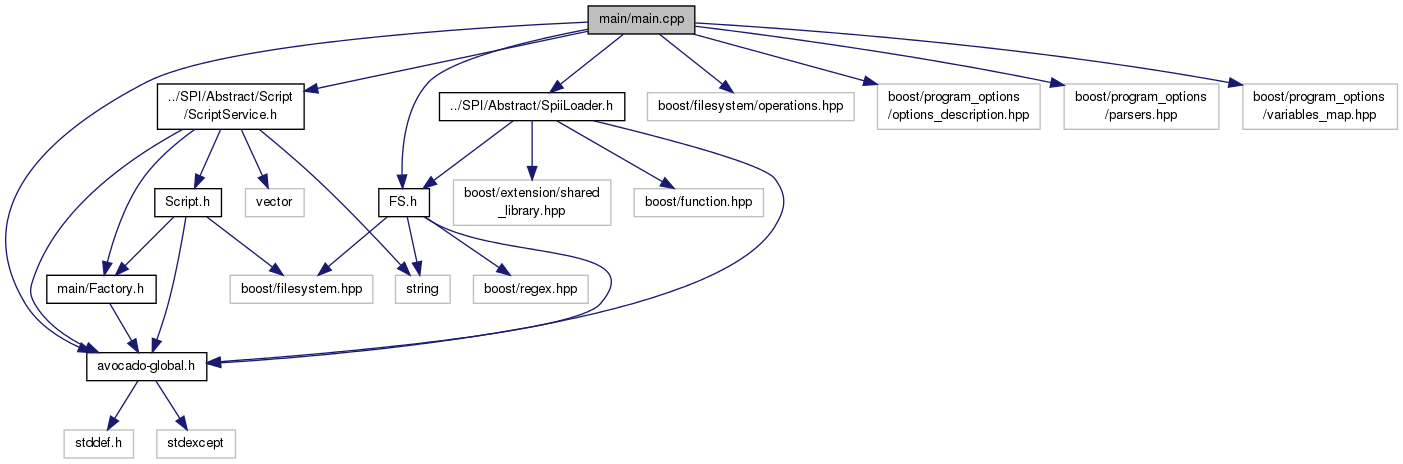 main/main.cpp
../SPI/Abstract/Script
/ScriptService.h
../SPI/Abstract/SpiiLoader.h
boost/filesystem/operations.hpp
boost/program_options
/options_description.hpp
boost/program_options
/parsers.hpp
boost/program_options
/variables_map.hpp
Script.h
vector
FS.h
boost/extension/shared
_library.hpp
boost/function.hpp
main/Factory.h
boost/filesystem.hpp
string
boost/regex.hpp
avocado-global.h
stddef.h
stdexcept